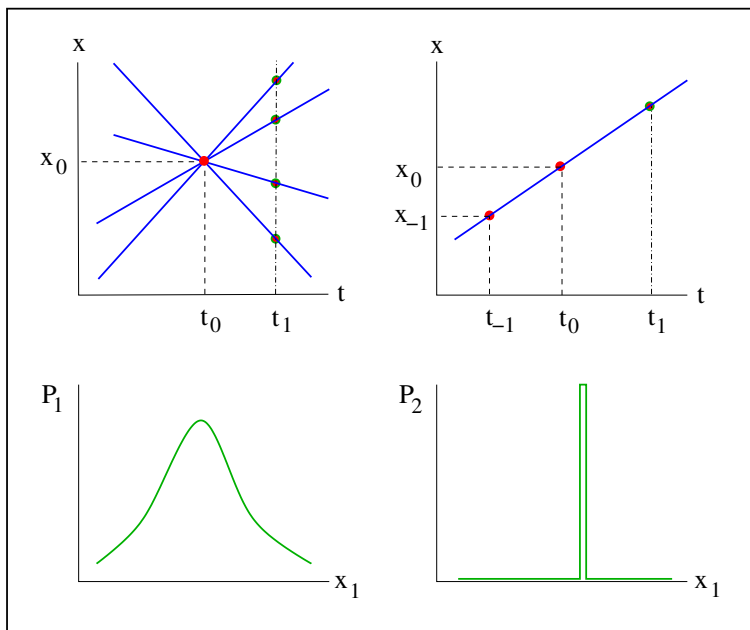 x
x₀
t
t₀
t₁
x
x₀
x₋₁
t
t₋₁
t₀
t₁
P₁
x₁
P₂
x₁